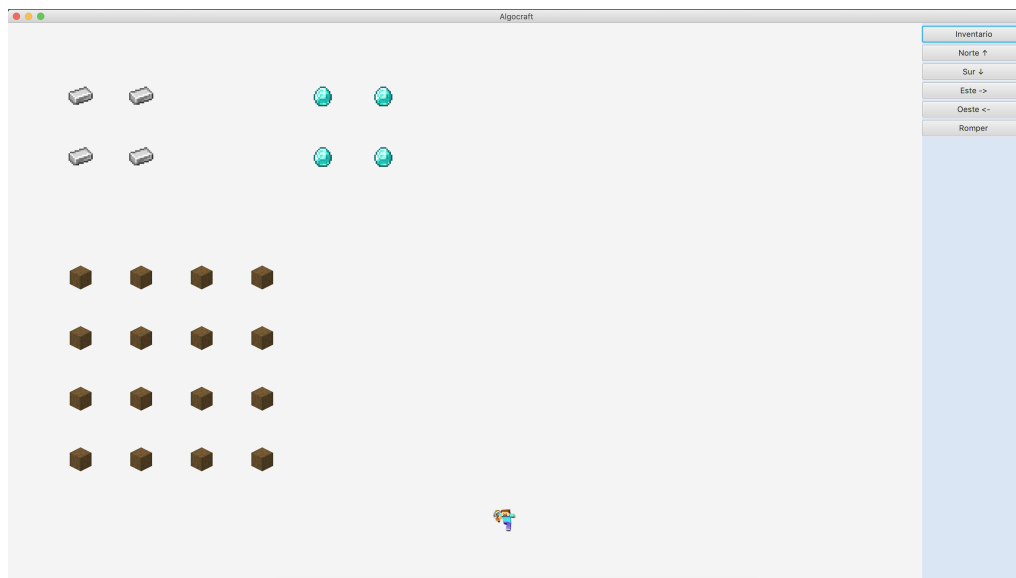 Algocraft
Inventario
Norte ↑
Sur ↓
Este ->
Oeste <-
Romper